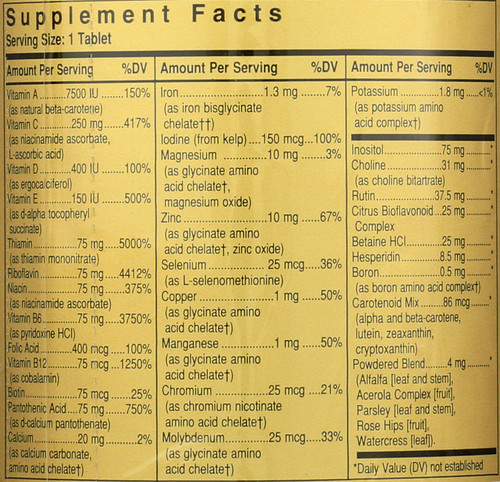 Supplement Facts
Serving Size: 1 Tablet
Amount Per Serving %DV
Vitamin A ..........7500 IU .......150%
(as natural beta-carotene)
Vitamin C..........250 mg.......417%
(as niacinamide ascorbate,
L-ascorbic acid)
Vitamin D..........400 IU........100%
(as ergocalciferol)
Vitamin E..........150 IU........500%
(as d-alpha tocopheryl
succinate)
Thiamin..........75 mg....5000%
(as thiamin mononitrate)
Riboflavin..........75 mg...4412%
Niacin..........75 mg......375%
(as niacinamide ascorbate)
Vitamin B6..........75 mg....3750%
(as pyridoxine HCl)
Folic Acid..........400 mcg.....100%
Vitamin B12..........75 mcg...1250%
(as cobalamin)
Biotin..........75 mcg.......25%
Pantothenic Acid....75 mg.......750%
(as d-calcium pantothenate)
Calcium..........20 mg..........2%
(as calcium carbonate,
amino acid chelate†)
Amount Per Serving %DV
Iron....................1.3 mg.......7%
(as iron bisglycinate
chelate††)
Iodine (from kelp)....150 mcg...100%
Magnesium ..........10 mg.......3%
(as glycinate amino
acid chelate†,
magnesium oxide)
Zinc....................10 mg.....67%
(as glycinate amino
acid chelate†, zinc oxide)
Selenium..........25 mcg....36%
(as L-selenomethionine)
Copper..........1 mg.....50%
(as glycinate amino
acid chelate†)
Manganese..........1 mg.....50%
(as glycinate amino
acid chelate†)
Chromium..........25 mcg ....21%
(as chromium nicotinate
amino acid chelate†)
Molybdenum..........25 mcg....33%
(as glycinate amino
acid chelate†)
Amount Per Serving %DV
Potassium..........1.8 mg....<1%
(as potassium amino
acid complex†)
Inositol..........75 mg..........*
Choline..........31 mg..........*
(as choline bitartrate)
Rutin..........37.5 mg..........*
Citrus Bioflavonoid...25 mg..........*
Complex
Betaine HCl..........25 mg..........*
Hesperidin..........8.5 mg..........*
Boron..........0.5 mg..........*
(as boron amino acid complex†)
Carotenoid Mix..........86 mcg..........*
(alpha and beta-carotene,
lutein, zeaxanthin,
cryptoxanthin)
Powdered Blend..........4 mg..........*
(Alfalfa [leaf and stem],
Acerola Complex [fruit],
Parsley [leaf and stem],
Rose Hips [fruit],
Watercress [leaf]).
*Daily Value (DV) not established